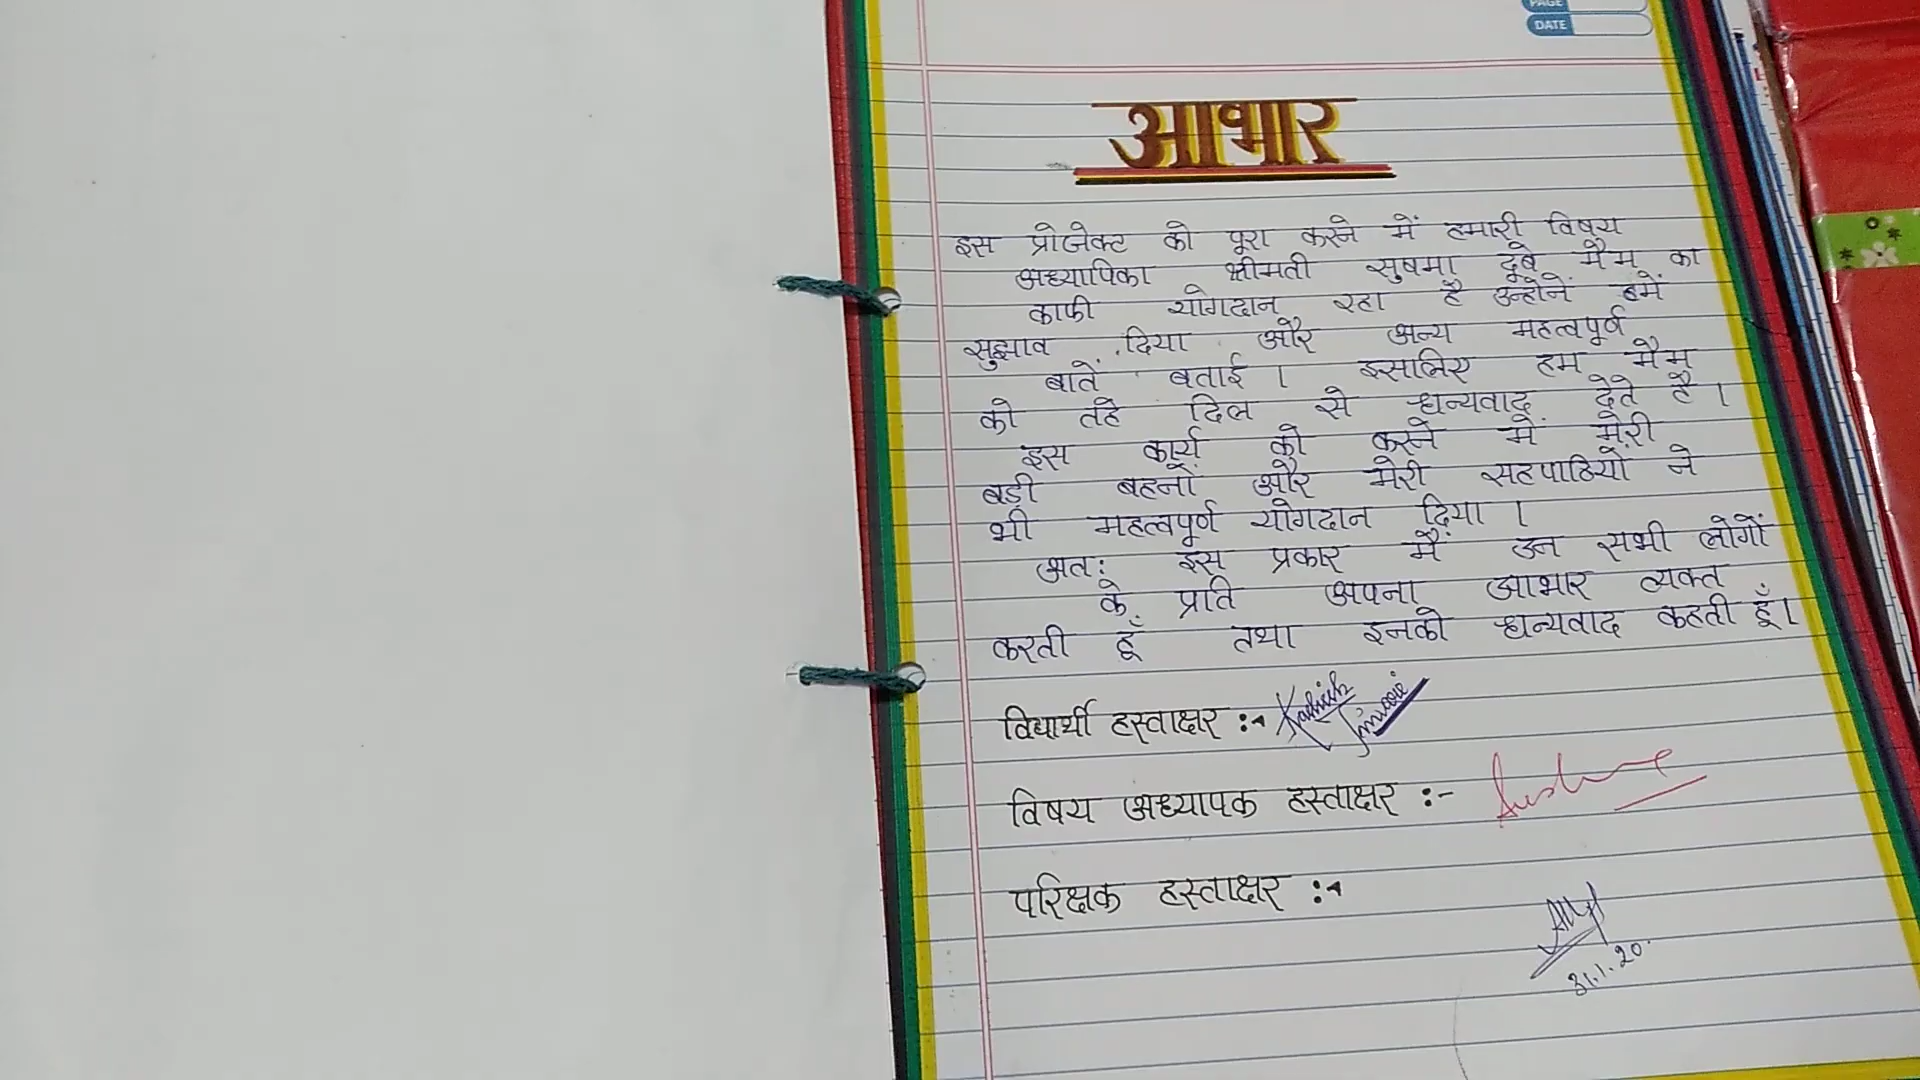 PAGE
DATE
आभार
इस प्रोजेक्ट को पूरा करने में हमारी विषय
अध्यापिका श्रीमती सुषमा दुबे मैम का
काफी योगदान रहा है उन्होनें हमें
सुझाव दिया और अन्य महत्वपूर्ण
बातें बताई । इसलिए हम मैम
को तहे दिल से धन्यवाद देते है ।
इस कार्य को करने में मेरी
बड़ी बहनों और मेरी सहपाठियों ने
भी महत्वपूर्ण योगदान दिया ।
अतः इस प्रकार मैं उन सभी लोगों
के प्रति अपना आभार व्यक्त
करती हूँ तथा इनको धन्यवाद कहती हूँ।
विद्यार्थी हस्ताक्षर :- Kashish
विषय अध्यापक हस्ताक्षर :-
परिक्षक हस्ताक्षर :-
31.1.20